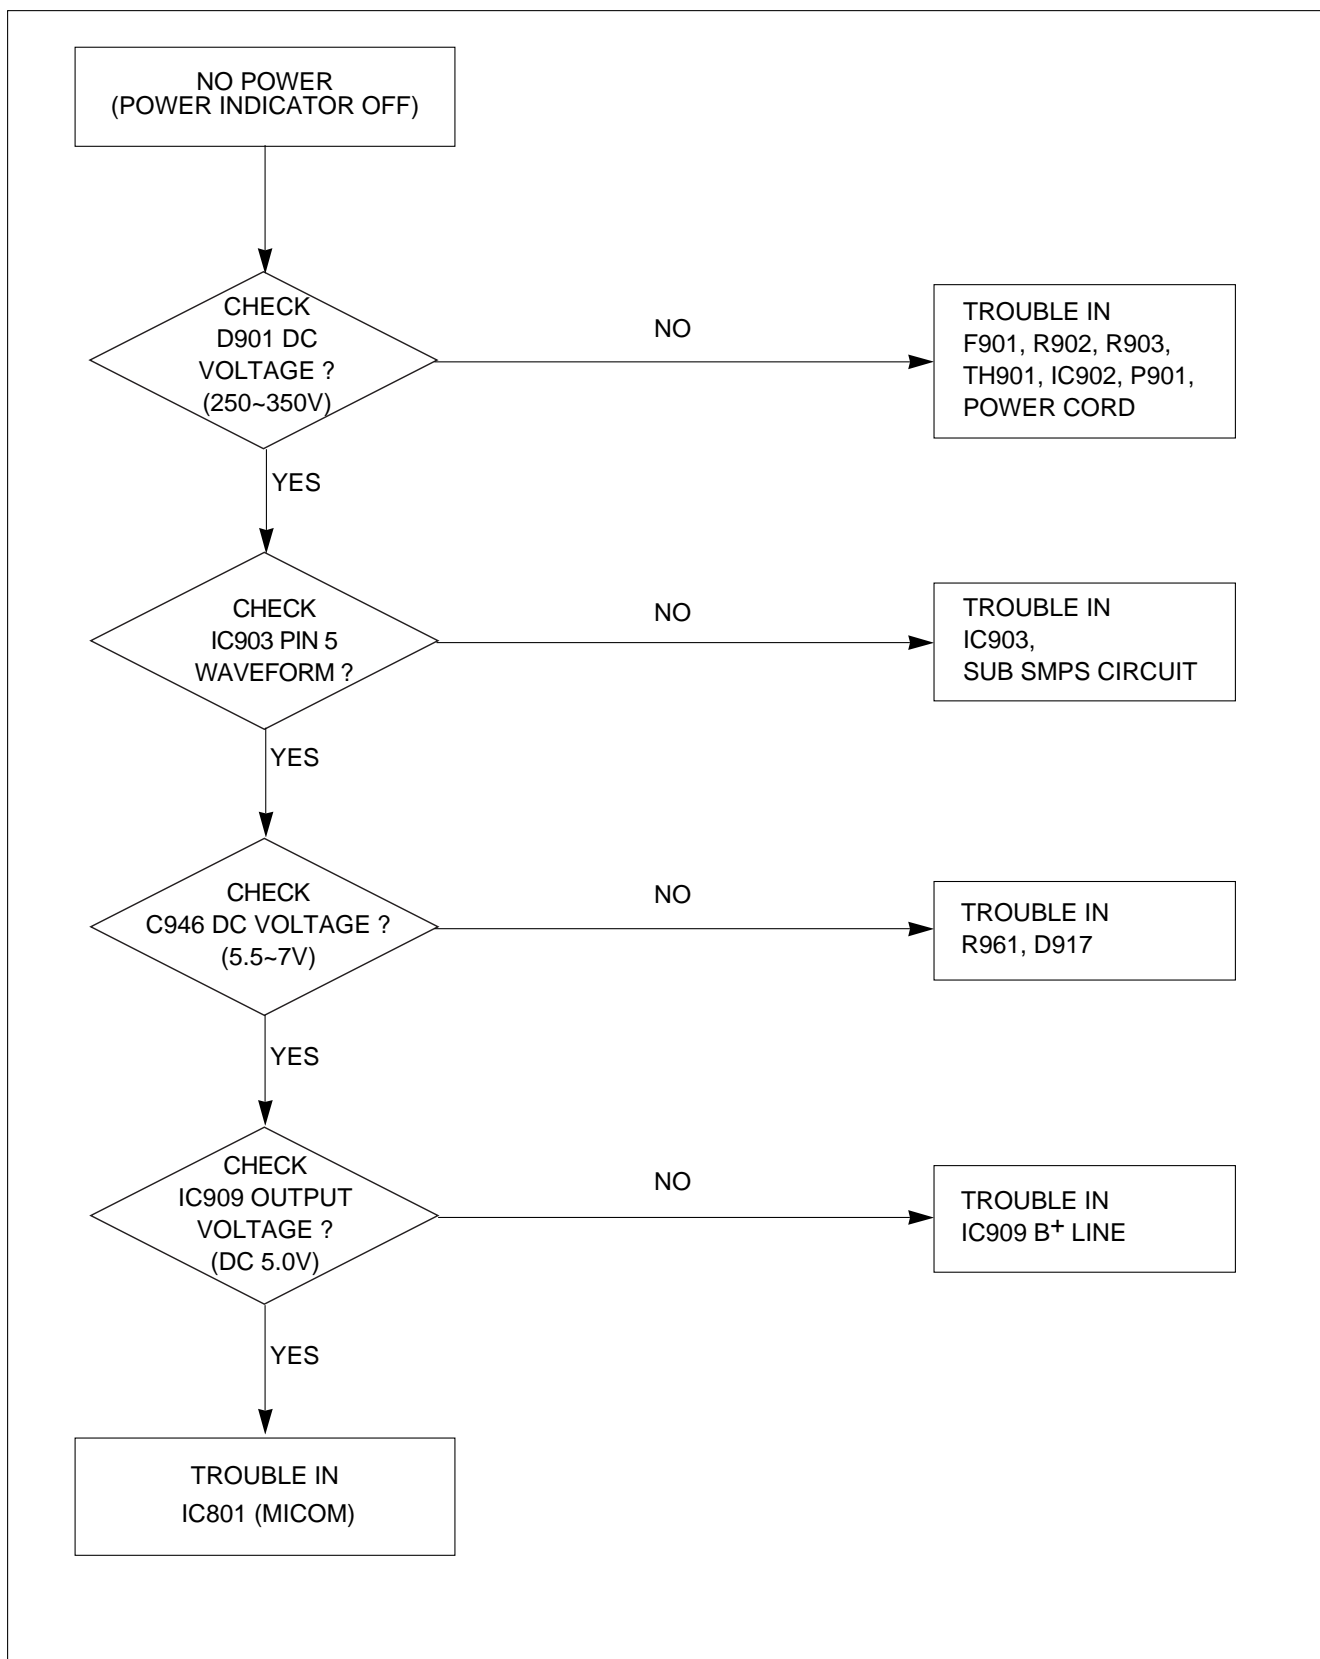 NO POWER
(POWER INDICATOR OFF)
CHECK
D901 DC
VOLTAGE ?
(250~350V)
NO
TROUBLE IN
F901, R902, R903,
TH901, IC902, P901,
POWER CORD
YES
CHECK
IC903 PIN 5
WAVEFORM ?
NO
TROUBLE IN
IC903,
SUB SMPS CIRCUIT
YES
CHECK
C946 DC VOLTAGE ?
(5.5~7V)
NO
TROUBLE IN
R961, D917
YES
CHECK
IC909 OUTPUT
VOLTAGE ?
(DC 5.0V)
NO
TROUBLE IN
IC909 B⁺ LINE
YES
TROUBLE IN
IC801 (MICOM)